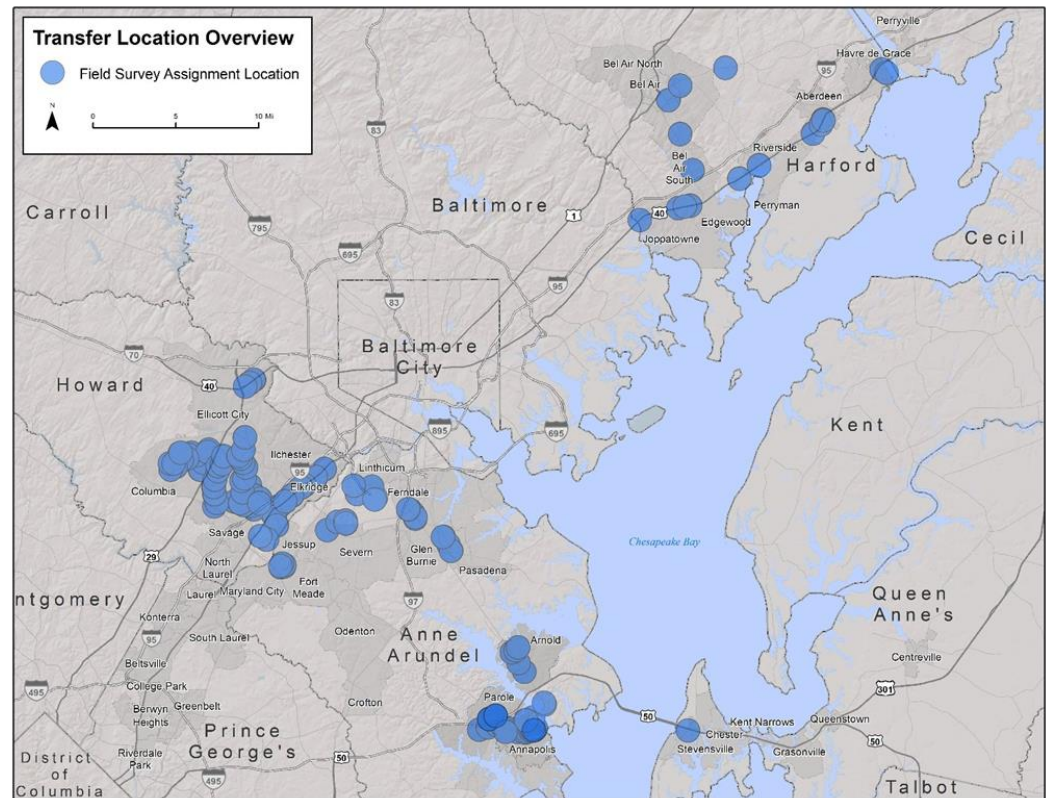 Transfer Location Overview
Field Survey Assignment Location
N
0 5 10 Mi
Perryville
Havre de Grace
Bel Air North
95
Bel Air
Aberdeen
83
Bel
Air
South
Riverside
Harford
Carroll
Baltimore
1
40
Perryman
Edgewood
795
Joppatowne
Cecil
695
95
83
70
Baltimore
City
Howard
40
Ellicott City
Kent
895
695
Ilchester
95
Linthicum
Elkridge
Columbia
Ferndale
Savage
Jessup
Severn
Glen
Burnie
Chesapeake Bay
29
North
Laurel
Pasadena
Laurel
Maryland City
Fort
Meade
ntgomery
97
Queen
Anne's
Konterra
95
South Laurel
Odenton
Anne
Arundel
Arnold
Beltsville
Centreville
College Park
495
Crofton
Parole
301
Berwyn
Heights
Greenbelt
50
Kent Narrows
Queenstown
Prince
George's
Chester
Annapolis
Stevensville
Grasonville
50
Riverdale
Park
50
District
of
Columbia
495
Talbot